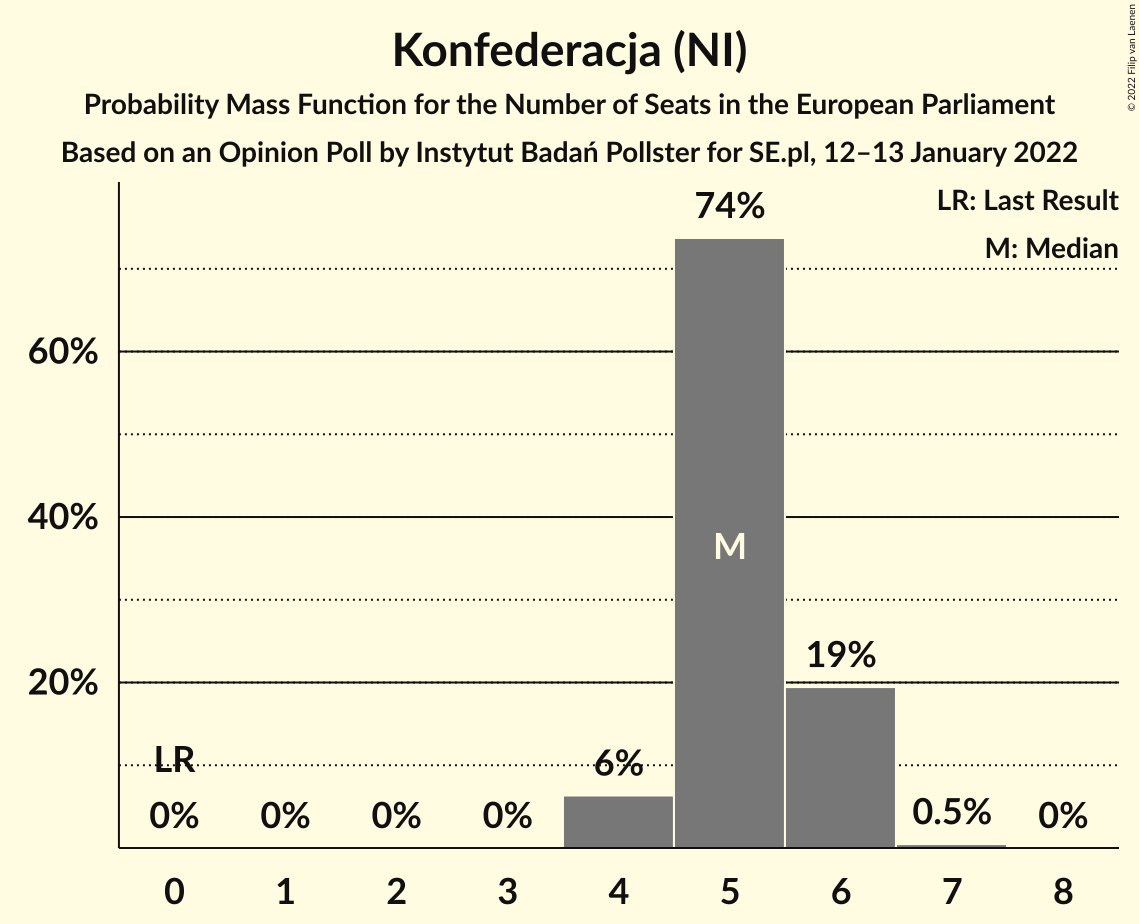 Konfederacja (NI)
Probability Mass Function for the Number of Seats in the European Parliament
Based on an Opinion Poll by Instytut Badań Pollster for SE.pl, 12–13 January 2022
© 2022 Filip van Laenen
LR: Last Result
M: Median
74%
60%
40%
M
19%
20%
LR
6%
0% 0% 0% 0% 0.5% 0%
0 1 2 3 4 5 6 7 8